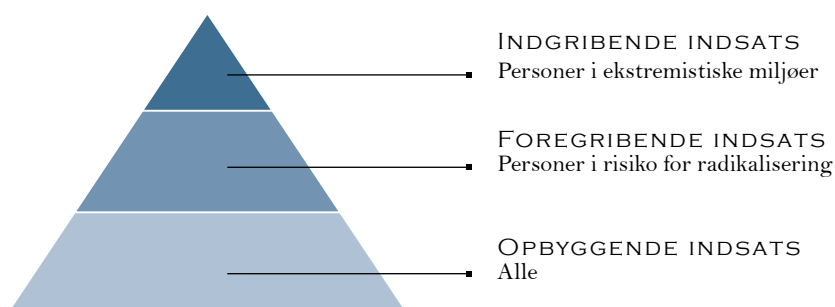 Indgribende indsats
Personer i ekstremistiske miljøer
Foregribende indsats
Personer i risiko for radikalisering
Opbyggende indsats
Alle